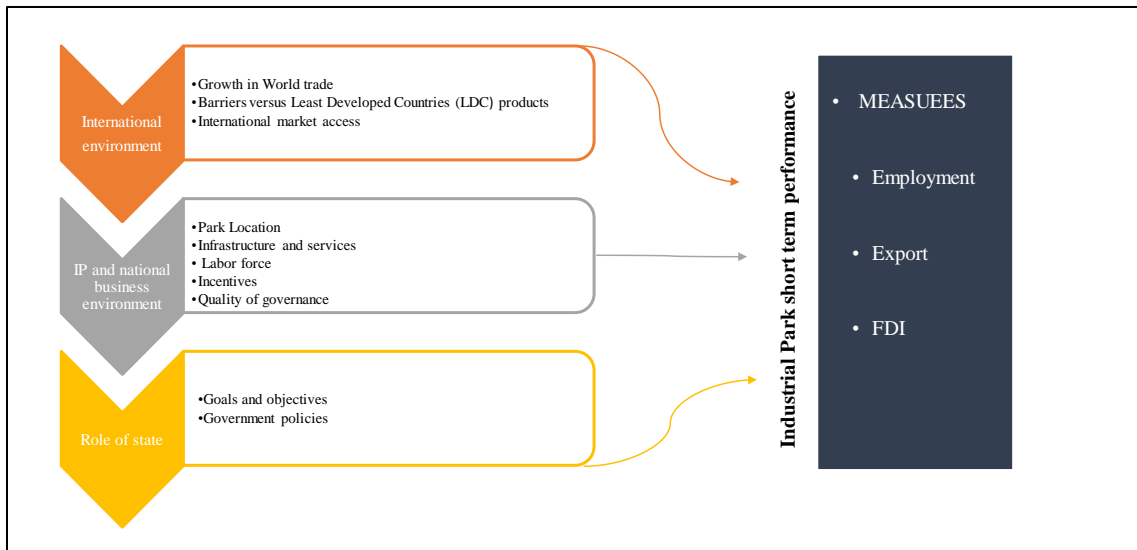 International
environment
•Growth in World trade
•Barriers versus Least Developed Countries (LDC) products
•International market access
IP and national
business
environment
•Park Location
•Infrastructure and services
• Labor force
•Incentives
•Quality of governance
Role of state
•Goals and objectives
•Government policies
Industrial Park short term performance
• MEASUEES
• Employment
• Export
• FDI